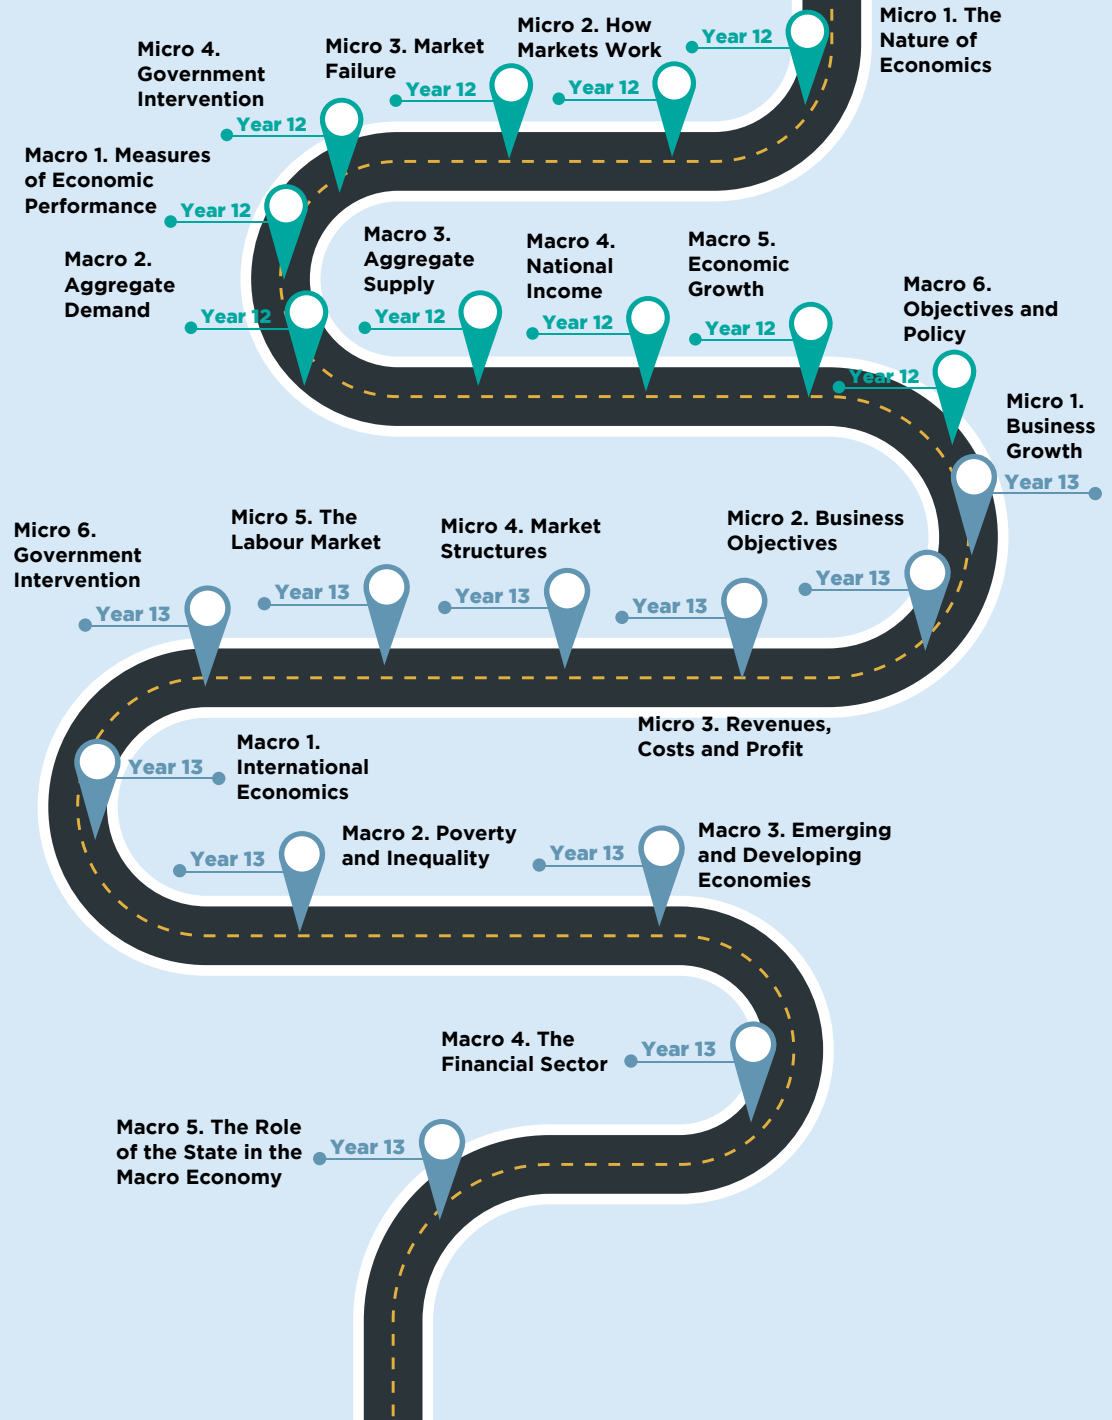 Micro 1. The
Nature of
Economics
Year 12
Micro 2. How
Markets Work
Year 12
Micro 3. Market
Failure
Year 12
Micro 4.
Government
Intervention
Year 12
Macro 1. Measures
of Economic
Performance
Year 12
Macro 2.
Aggregate
Demand
Year 12
Macro 3.
Aggregate
Supply
Year 12
Macro 4.
National
Income
Year 12
Macro 5.
Economic
Growth
Year 12
Macro 6.
Objectives and
Policy
Year 12
Micro 1.
Business
Growth
Year 13
Micro 2. Business
Objectives
Year 13
Year 13
Micro 3. Revenues,
Costs and Profit
Micro 4. Market
Structures
Year 13
Micro 5. The
Labour Market
Year 13
Micro 6.
Government
Intervention
Year 13
Macro 1.
International
Economics
Year 13
Macro 2. Poverty
and Inequality
Year 13
Macro 3. Emerging
and Developing
Economies
Year 13
Macro 4. The
Financial Sector
Year 13
Macro 5. The Role
of the State in the
Macro Economy
Year 13